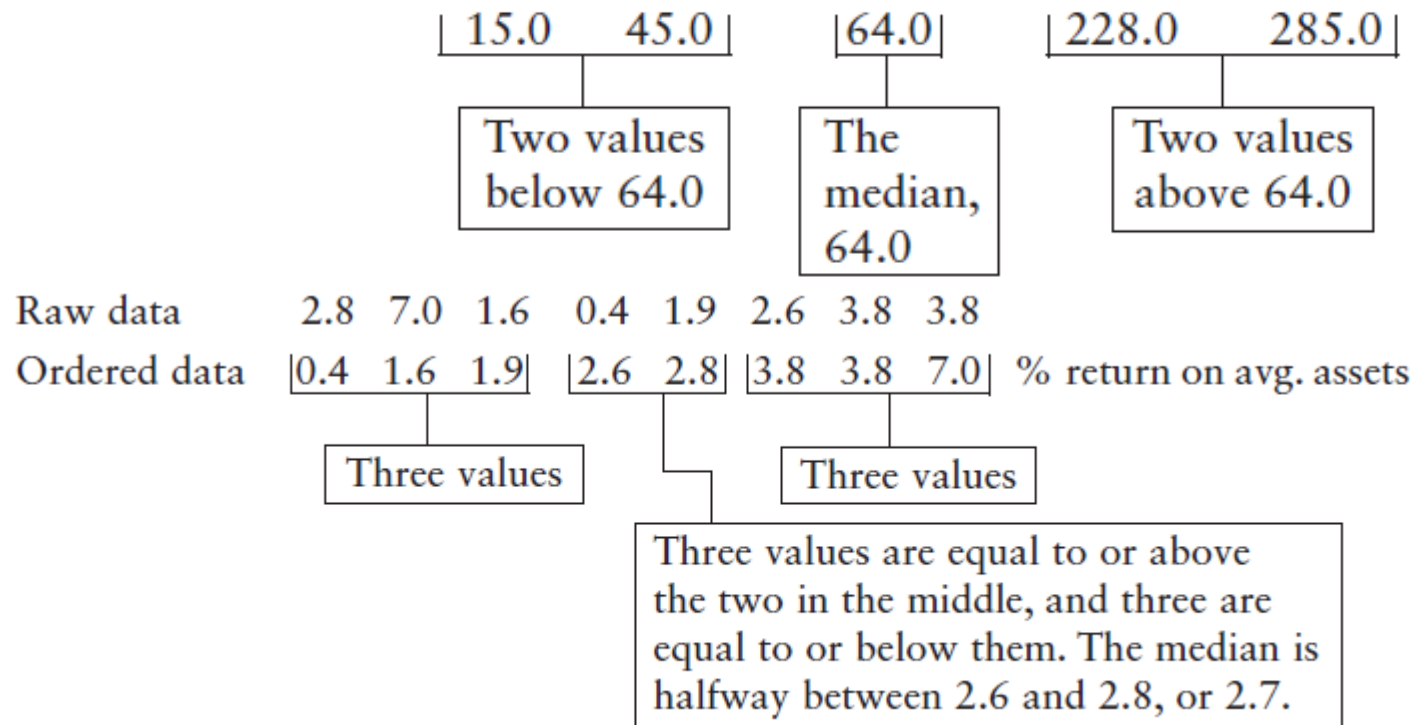 15.0 45.0 64.0 228.0 285.0
Two values
below 64.0
The
median,
64.0
Two values
above 64.0
Raw data 2.8 7.0 1.6 0.4 1.9 2.6 3.8 3.8
Ordered data 0.4 1.6 1.9 2.6 2.8 3.8 3.8 7.0 % return on avg. assets
Three values
Three values
Three values are equal to or above
the two in the middle, and three are
equal to or below them. The median is
halfway between 2.6 and 2.8, or 2.7.